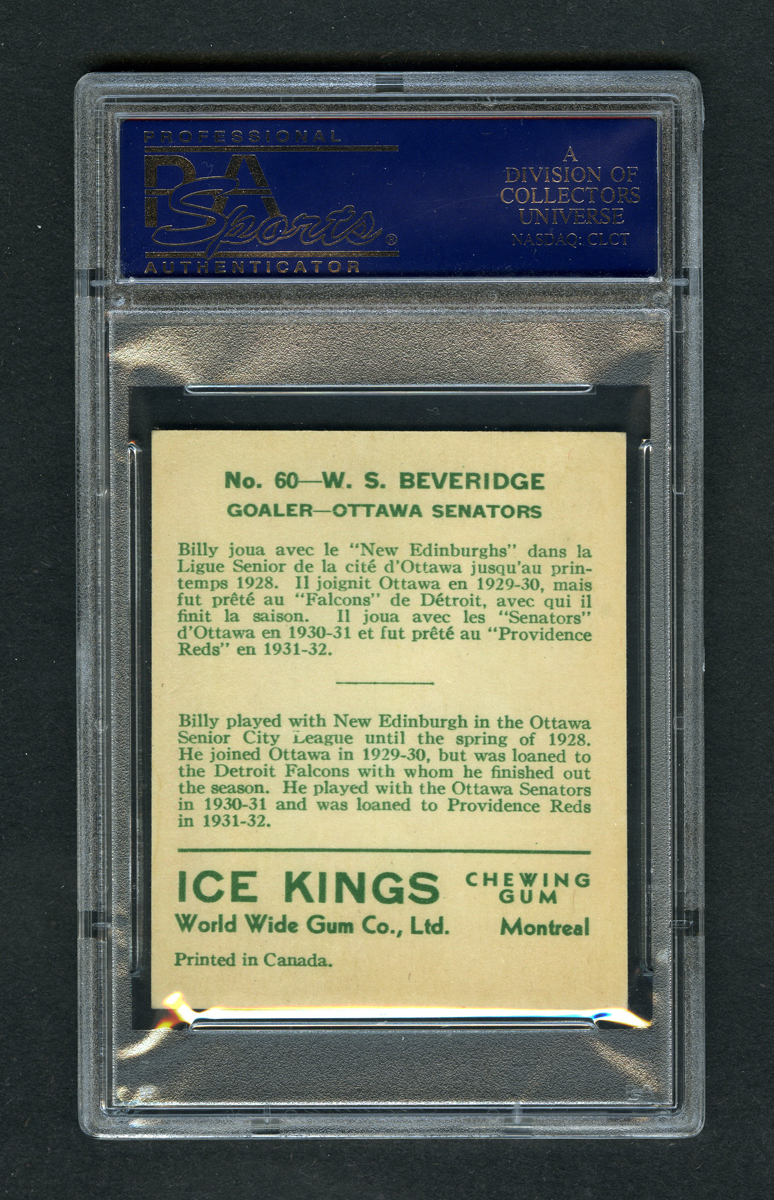 PROFESSIONAL
PSA
Sports®
AUTHENTICATOR
A
DIVISION OF
COLLECTORS
UNIVERSE
NASDAQ: CLCT
No. 60—W. S. BEVERIDGE
GOALER—OTTAWA SENATORS
Billy joua avec le "New Edinburghs" dans la
Ligue Senior de la cité d'Ottawa jusqu'au prin-
temps 1928. Il joignit Ottawa en 1929-30, mais
fut prêté au "Falcons" de Détroit, avec qui il
finit la saison. Il joua avec les "Senators"
d'Ottawa en 1930-31 et fut prêté au "Providence
Reds" en 1931-32.
Billy played with New Edinburgh in the Ottawa
Senior City League until the spring of 1928.
He joined Ottawa in 1929-30, but was loaned to
the Detroit Falcons with whom he finished out
the season. He played with the Ottawa Senators
in 1930-31 and was loaned to Providence Reds
in 1931-32.
ICE KINGS CHEWING
GUM
World Wide Gum Co., Ltd. Montreal
Printed in Canada.